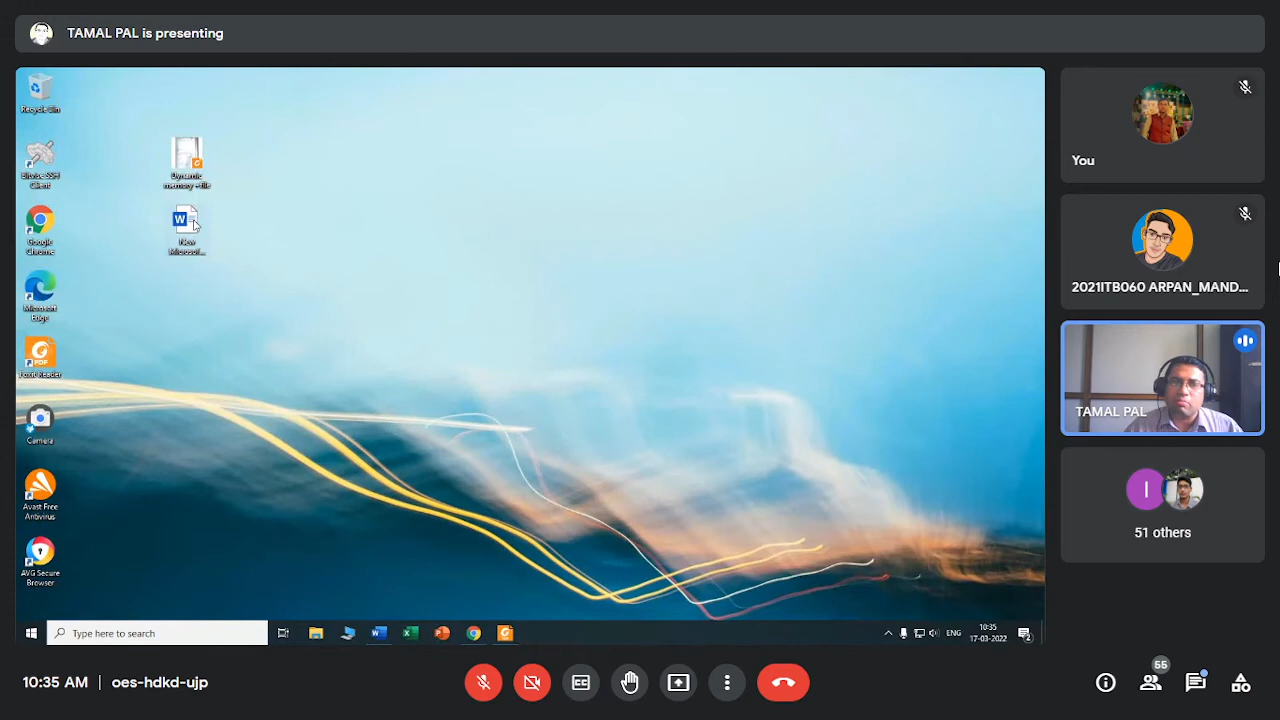 TAMAL PAL is presenting
Recycle Bin
Bitvise SSH
Client
Google
Chrome
Microsoft
Edge
Foxit Reader
Camera
Avast Free
Antivirus
AVG Secure
Browser
Dynamic
memory +file
New
Microsof...
Type here to search
ENG
10:35
17-03-2022
2
You
2021ITB060 ARPAN_MAND...
TAMAL PAL
I
51 others
10:35 AM | oes-hdkd-ujp
55